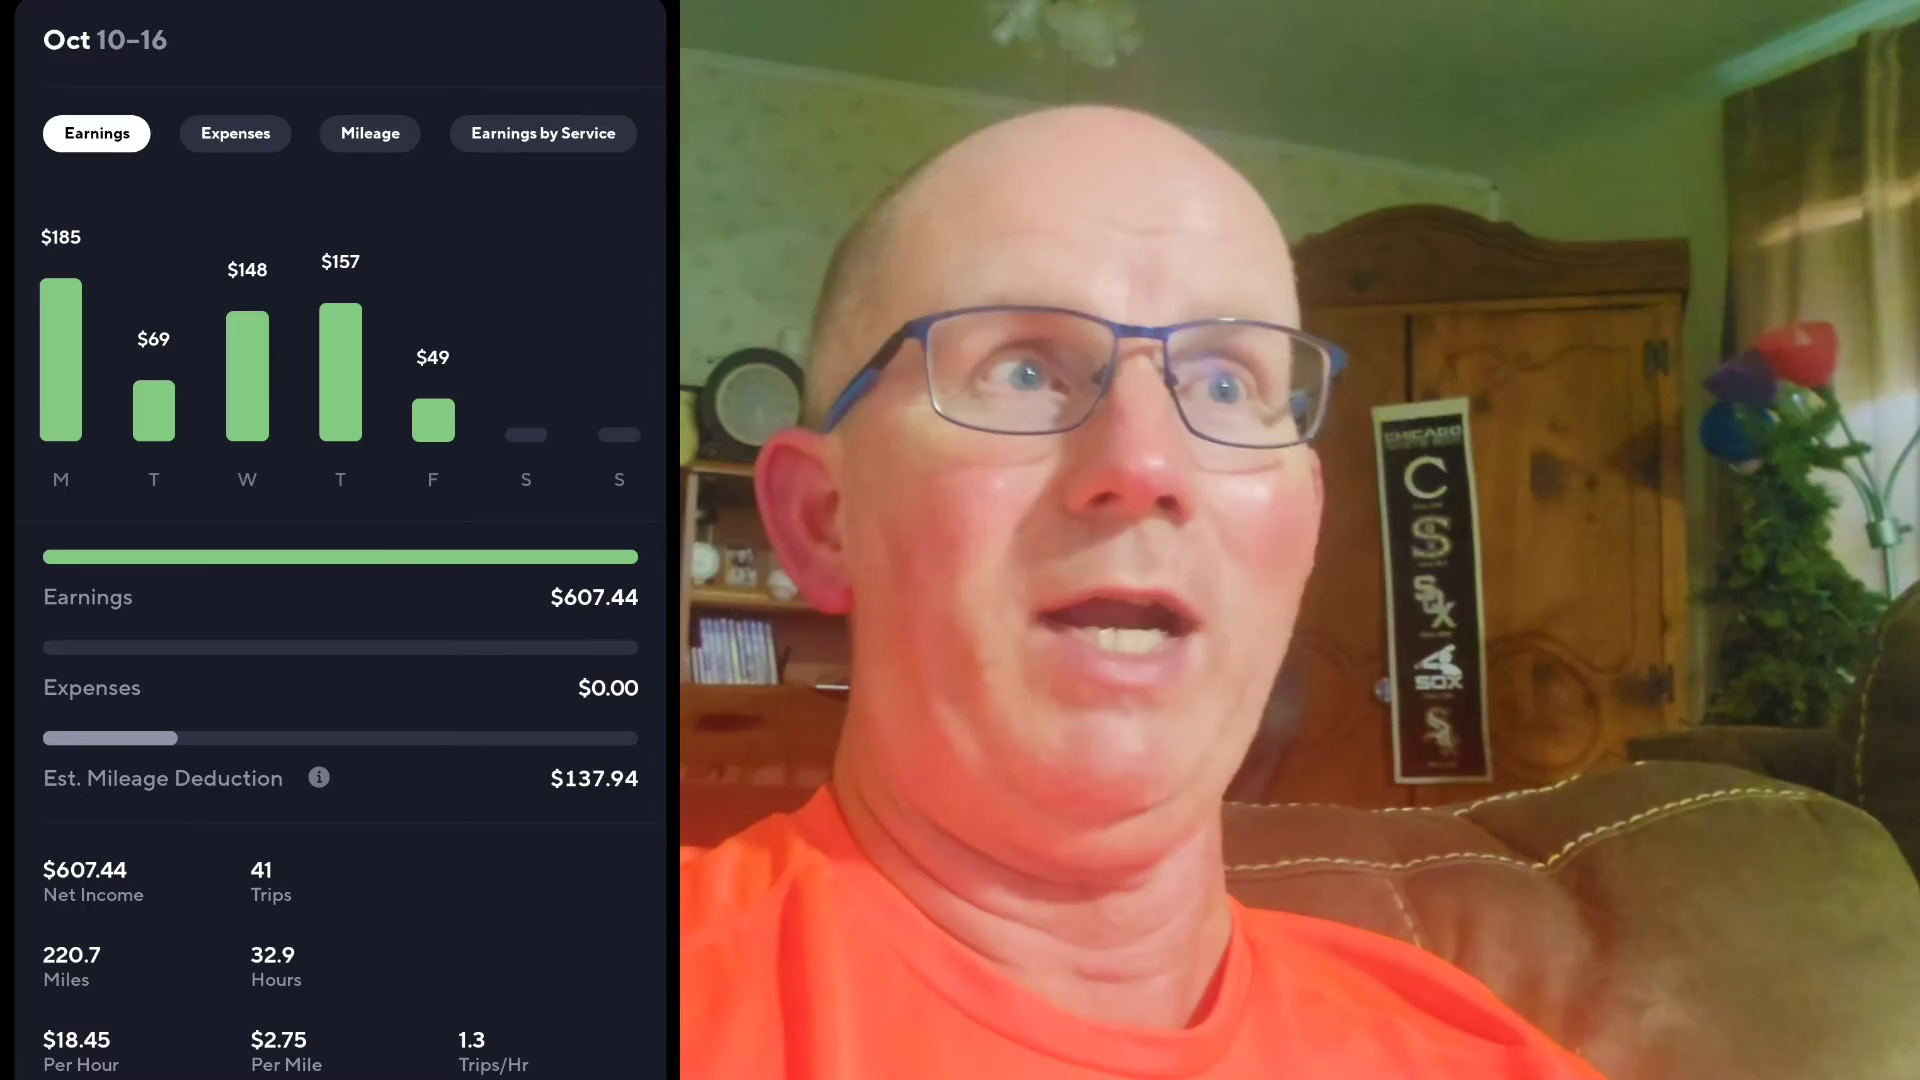 Oct 10–16
Earnings
Expenses
Mileage
Earnings by Service
$185
$69
$148
$157
$49
M
T
W
T
F
S
S
Earnings
$607.44
Expenses
$0.00
Est. Mileage Deduction
$137.94
$607.44
Net Income
41
Trips
220.7
Miles
32.9
Hours
$18.45
Per Hour
$2.75
Per Mile
1.3
Trips/Hr
CHICAGO
C
S
SOX
SOX